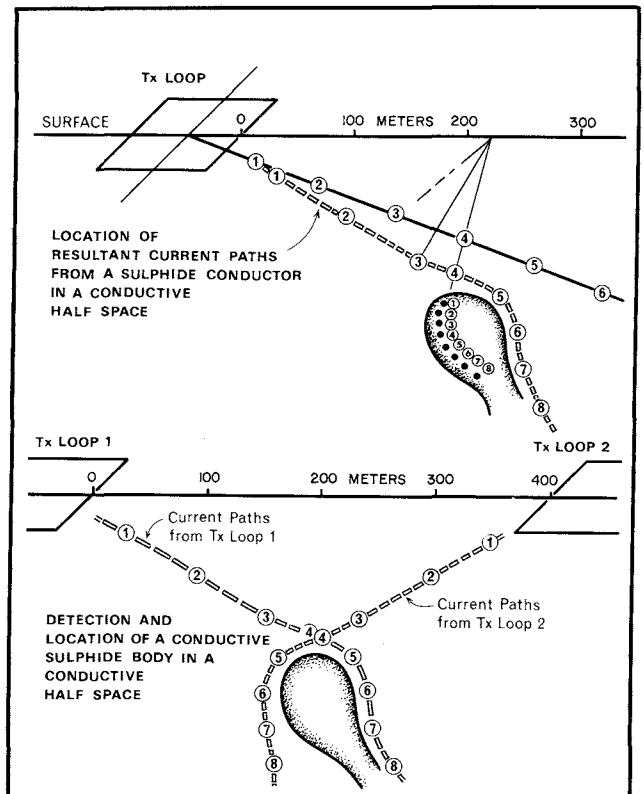 Tx LOOP
SURFACE 0 100 METERS 200 300
1
1
2
2
3
3
4
4
5
6
5
6
7
8
1
2
3
4
5
6
7
8
LOCATION OF
RESULTANT CURRENT PATHS
FROM A SULPHIDE CONDUCTOR
IN A CONDUCTIVE
HALF SPACE
Tx LOOP 1
Tx LOOP 2
0 100 200 METERS 300 400
Current Paths
from Tx Loop 1
1
2
3
4
4
5
6
7
8
1
2
3
5
6
7
8
Current Paths
from Tx Loop 2
DETECTION AND
LOCATION OF A CONDUCTIVE
SULPHIDE BODY IN A
CONDUCTIVE
HALF SPACE